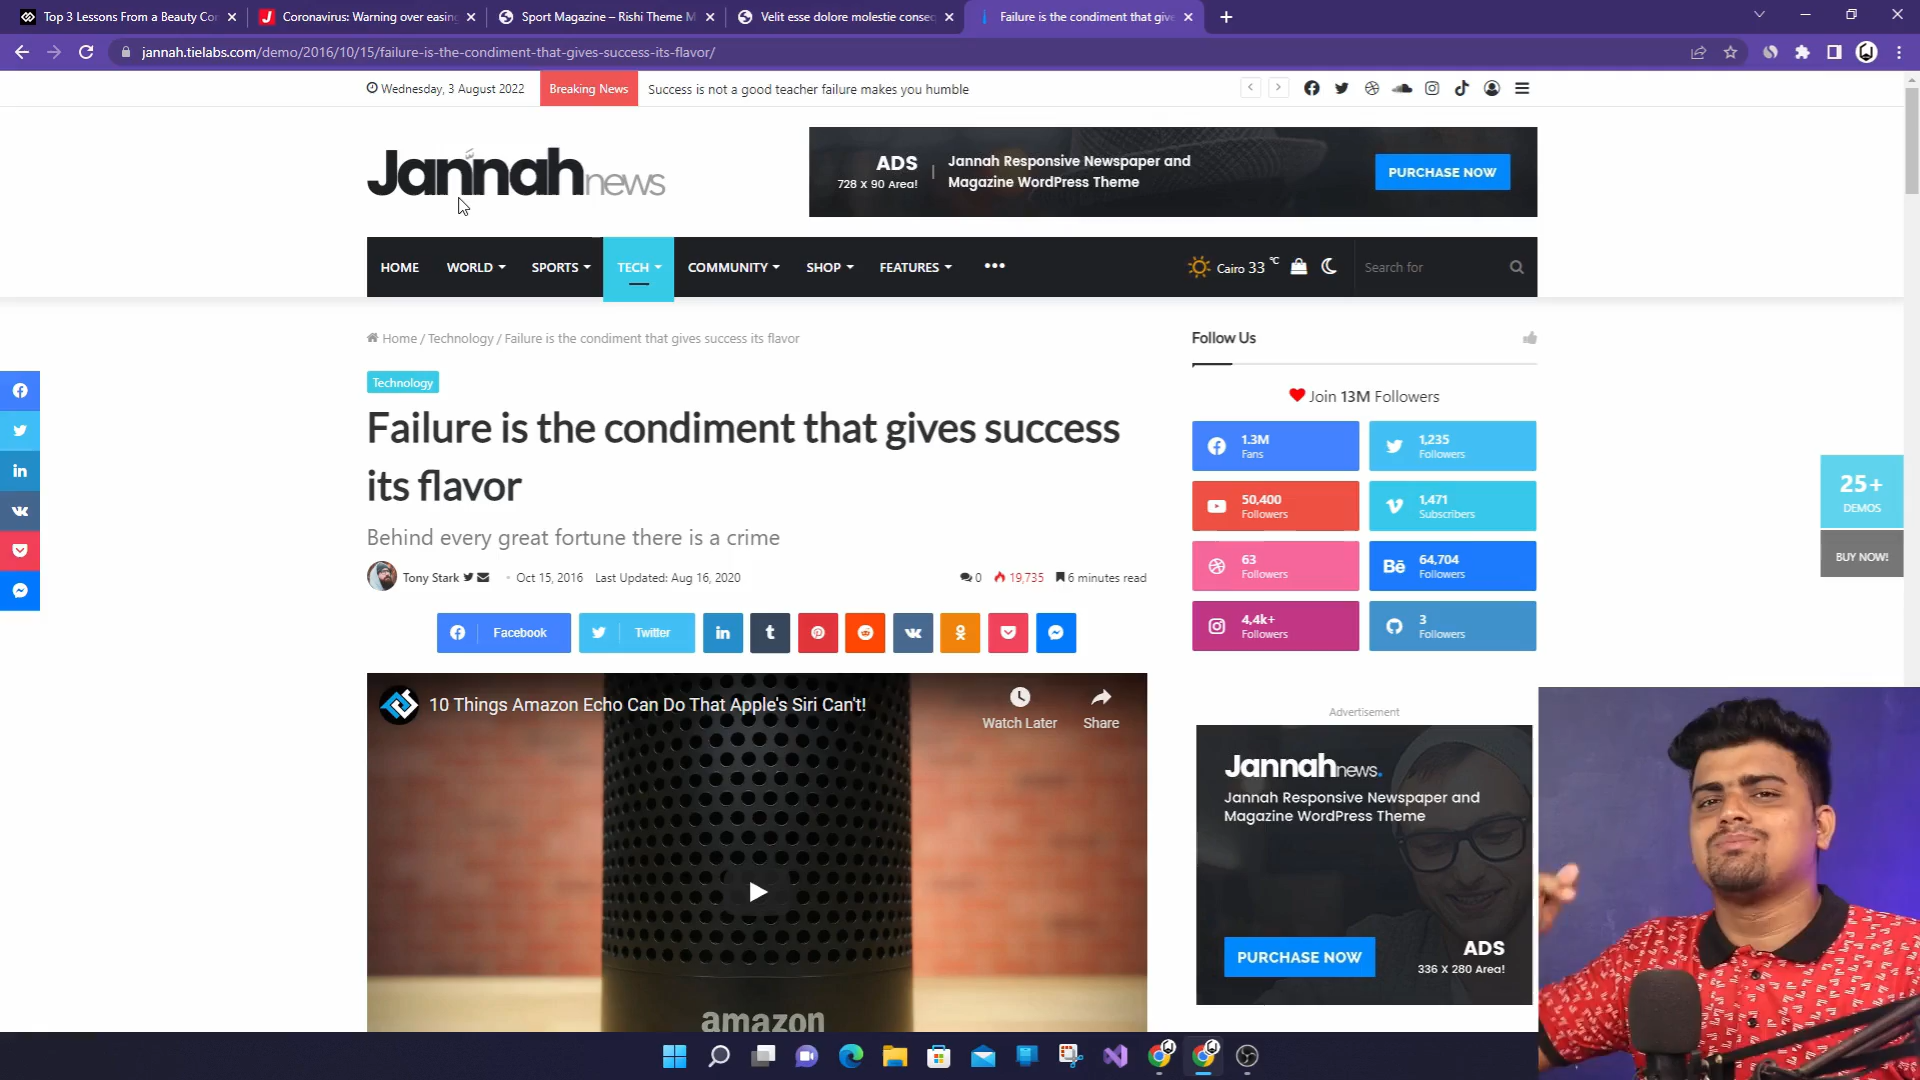 Top 3 Lessons From a Beauty Cor
Coronavirus: Warning over easing
Sport Magazine – Rishi Theme M
Velit esse dolore molestie conseq
Failure is the condiment that give
jannah.tielabs.com/demo/2016/10/15/failure-is-the-condiment-that-gives-success-its-flavor/
Wednesday, 3 August 2022
Breaking News
Success is not a good teacher failure makes you humble
Jannah news
ADS
728 X 90 Area!
Jannah Responsive Newspaper and
Magazine WordPress Theme
PURCHASE NOW
HOME
WORLD
SPORTS
TECH
COMMUNITY
SHOP
FEATURES
Cairo 33 ℃
Search for
Home / Technology / Failure is the condiment that gives success its flavor
Technology
Failure is the condiment that gives success
its flavor
Behind every great fortune there is a crime
Tony Stark
Oct 15, 2016
Last Updated: Aug 16, 2020
0
19,735
6 minutes read
Facebook
Twitter
10 Things Amazon Echo Can Do That Apple's Siri Can't!
Watch Later
Share
amazon
Follow Us
Join 13M Followers
1.3M
Fans
1,235
Followers
50,400
Followers
1,471
Subscribers
63
Followers
Bē
64,704
Followers
4,4k+
Followers
3
Followers
25+
DEMOS
BUY NOW!
Advertisement
Jannah news.
Jannah Responsive Newspaper and
Magazine WordPress Theme
PURCHASE NOW
ADS
336 X 280 Area!